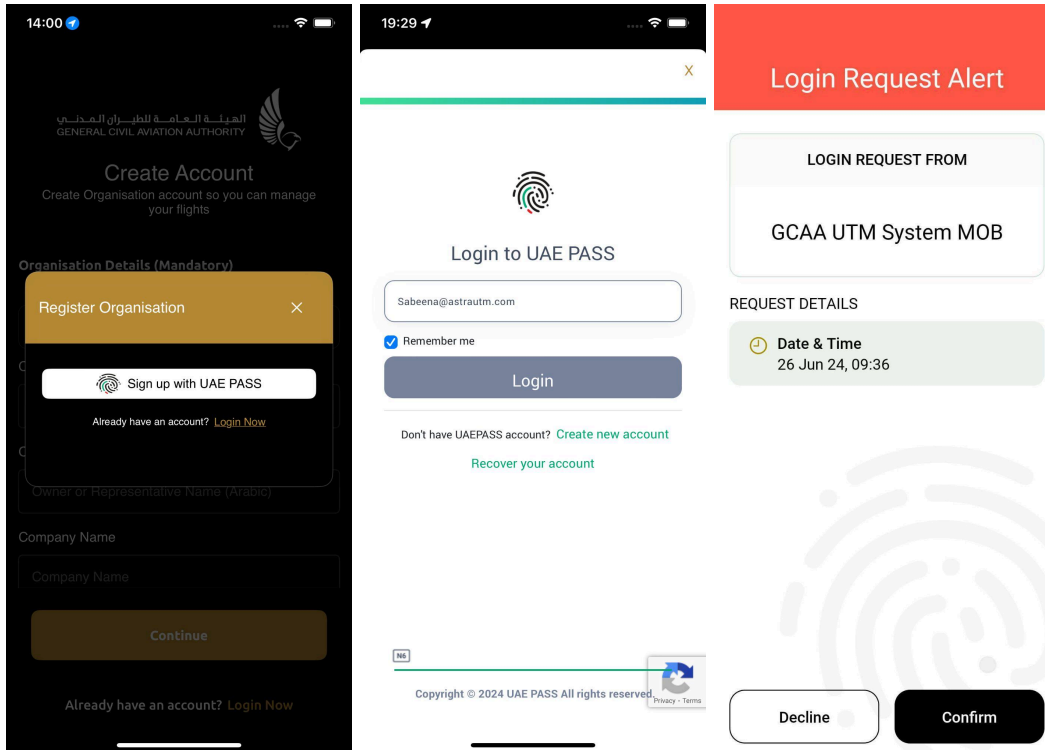 14:00
الهيئـــة الـعـامـــة للطيـــران الـمـدنـــي
GENERAL CIVIL AVIATION AUTHORITY
Create Account
Create Organisation account so you can manage
your flights
Organisation Details (Mandatory)
Register Organisation
Sign up with UAE PASS
Already have an account? Login Now
Owner or Representative Name (Arabic)
Company Name
Company Name
Continue
Already have an account? Login Now
19:29
X
Login to UAE PASS
Sabeena@astrautm.com
Remember me
Login
Don't have UAEPASS account? Create new account
Recover your account
N6
Copyright © 2024 UAE PASS All rights reserved.
Privacy - Terms
Login Request Alert
LOGIN REQUEST FROM
GCAA UTM System MOB
REQUEST DETAILS
Date & Time
26 Jun 24, 09:36
Decline
Confirm